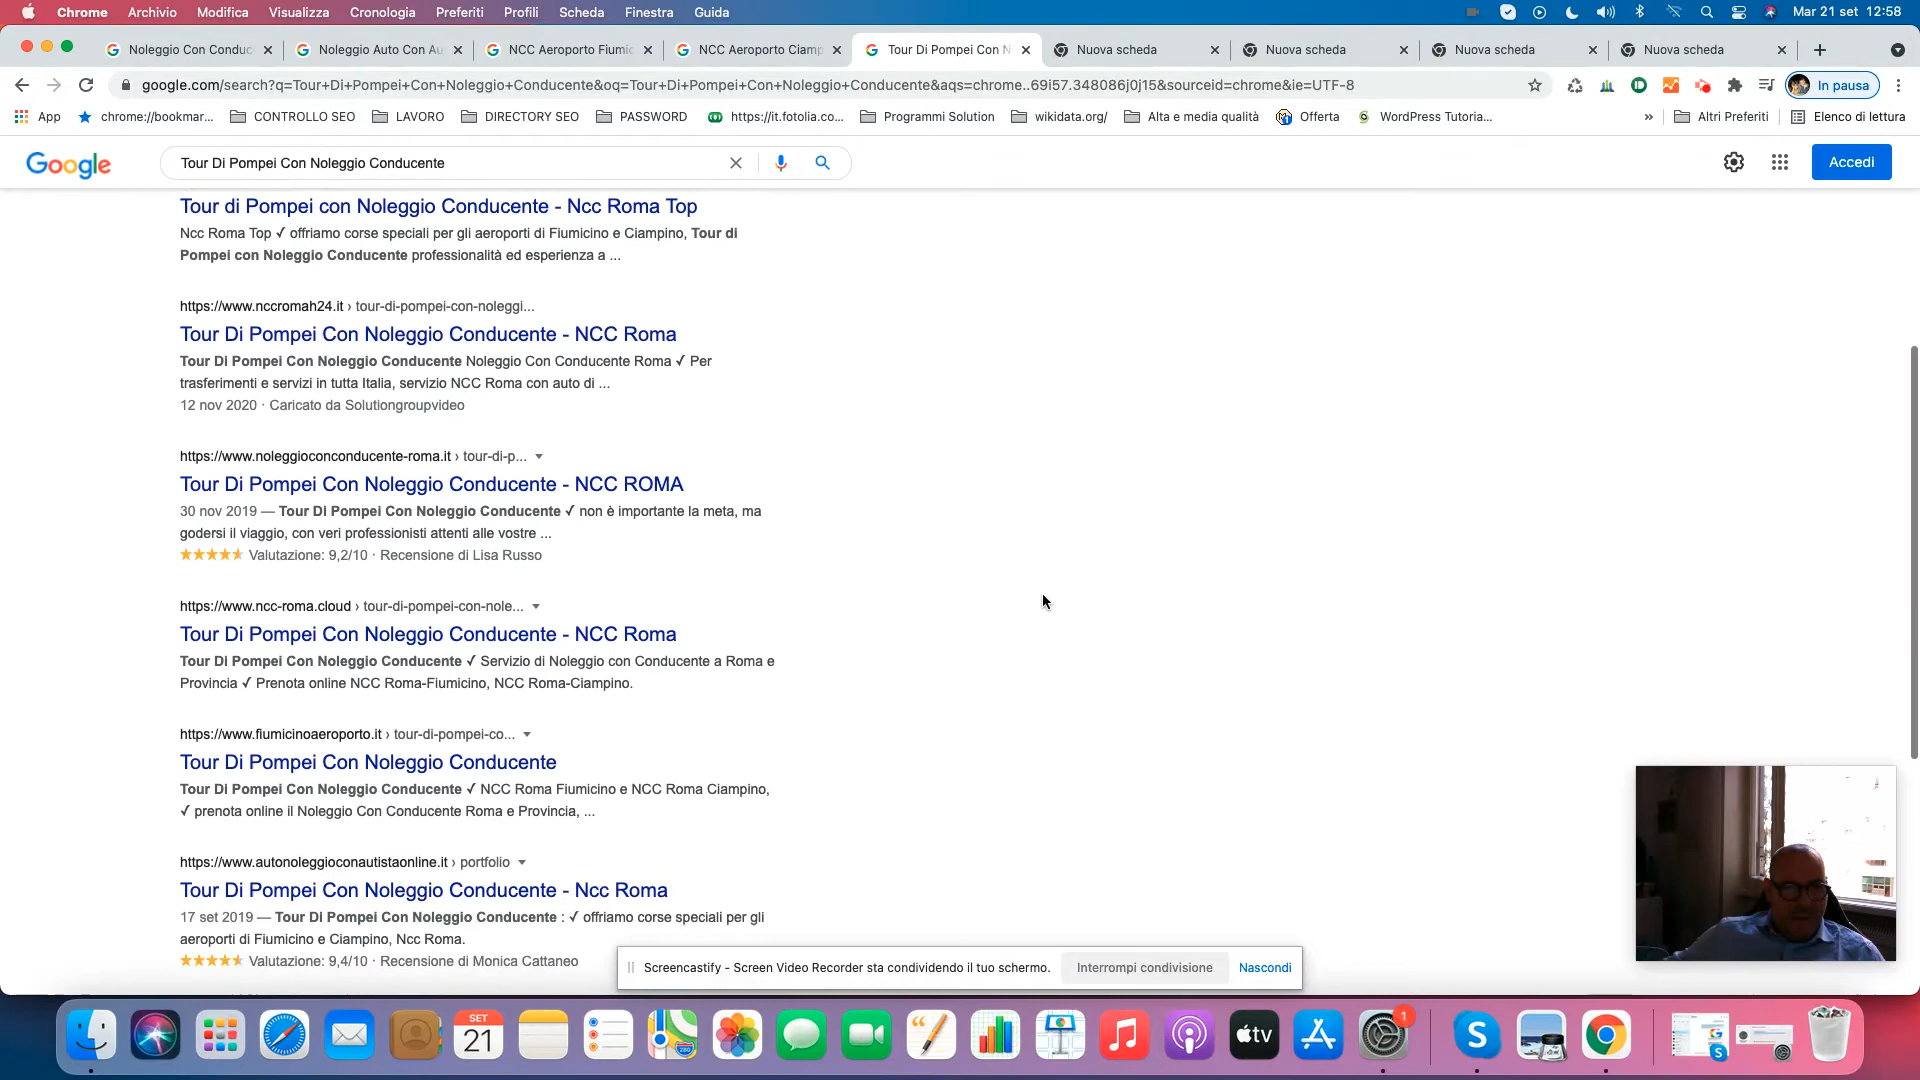 Chrome Archivio Modifica Visualizza Cronologia Preferiti Profili Scheda Finestra Guida Mar 21 set 12:58
Noleggio Con Conduc Noleggio Auto Con Au NCC Aeroporto Fiumic NCC Aeroporto Ciamp Tour Di Pompei Con N Nuova scheda Nuova scheda Nuova scheda Nuova scheda
google.com/search?q=Tour+Di+Pompei+Con+Noleggio+Conducente&oq=Tour+Di+Pompei+Con+Noleggio+Conducente&aqs=chrome..69i57.348086j0j15&sourceid=chrome&ie=UTF-8 In pausa
App chrome://bookmar... CONTROLLO SEO LAVORO DIRECTORY SEO PASSWORD https://it.fotolia.co... Programmi Solution wikidata.org/ Alta e media qualità Offerta WordPress Tutoria... » Altri Preferiti Elenco di lettura
Google Tour Di Pompei Con Noleggio Conducente Accedi
Tour di Pompei con Noleggio Conducente - Ncc Roma Top
Ncc Roma Top ✓ offriamo corse speciali per gli aeroporti di Fiumicino e Ciampino, Tour di
Pompei con Noleggio Conducente professionalità ed esperienza a ...
https://www.nccromah24.it › tour-di-pompei-con-noleggi...
Tour Di Pompei Con Noleggio Conducente - NCC Roma
Tour Di Pompei Con Noleggio Conducente Noleggio Con Conducente Roma ✓ Per
trasferimenti e servizi in tutta Italia, servizio NCC Roma con auto di ...
12 nov 2020 · Caricato da Solutiongroupvideo
https://www.noleggioconconducente-roma.it › tour-di-p...
Tour Di Pompei Con Noleggio Conducente - NCC ROMA
30 nov 2019 — Tour Di Pompei Con Noleggio Conducente ✓ non è importante la meta, ma
godersi il viaggio, con veri professionisti attenti alle vostre ...
Valutazione: 9,2/10 · Recensione di Lisa Russo
https://www.ncc-roma.cloud › tour-di-pompei-con-nole...
Tour Di Pompei Con Noleggio Conducente - NCC Roma
Tour Di Pompei Con Noleggio Conducente ✓ Servizio di Noleggio con Conducente a Roma e
Provincia ✓ Prenota online NCC Roma-Fiumicino, NCC Roma-Ciampino.
https://www.fiumicinoaeroporto.it › tour-di-pompei-co...
Tour Di Pompei Con Noleggio Conducente
Tour Di Pompei Con Noleggio Conducente ✓ NCC Roma Fiumicino e NCC Roma Ciampino,
✓ prenota online il Noleggio Con Conducente Roma e Provincia, ...
https://www.autonoleggioconautistaonline.it › portfolio
Tour Di Pompei Con Noleggio Conducente - Ncc Roma
17 set 2019 — Tour Di Pompei Con Noleggio Conducente : ✓ offriamo corse speciali per gli
aeroporti di Fiumicino e Ciampino, Ncc Roma.
Valutazione: 9,4/10 · Recensione di Monica Cattaneo
Screencastify - Screen Video Recorder sta condividendo il tuo schermo. Interrompi condivisione Nascondi
SET
21
280
tv
1